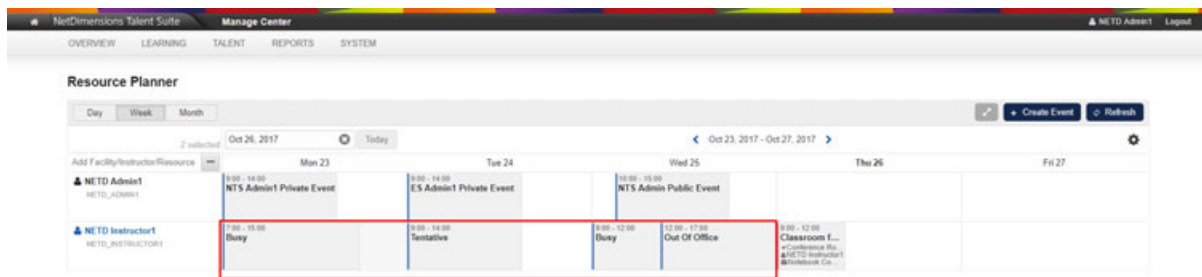 NetDimensions Talent Suite Manage Center NETD Admin1 Logout
OVERVIEW LEARNING TALENT REPORTS SYSTEM
Resource Planner
Day Week Month + Create Event Refresh
2 selected Oct 26, 2017 Today Oct 23, 2017 - Oct 27, 2017
Add Facility/Instructor/Resource Mon 23 Tue 24 Wed 25 Thu 26 Fri 27
NETD Admin1 9:00 - 14:00 9:00 - 14:00 10:00 - 15:00
NETD_ADMIN1 NTS Admin1 Private Event ES Admin1 Private Event NTS Admin Public Event
NETD Instructor1 7:00 - 15:00 9:00 - 14:00 9:00 - 12:00 12:00 - 17:00 9:00 - 12:00
NETD_INSTRUCTOR1 Busy Tentative Busy Out Of Office Classroom f...
Conference Ro...
NETD Instructor1
Notebook Co...